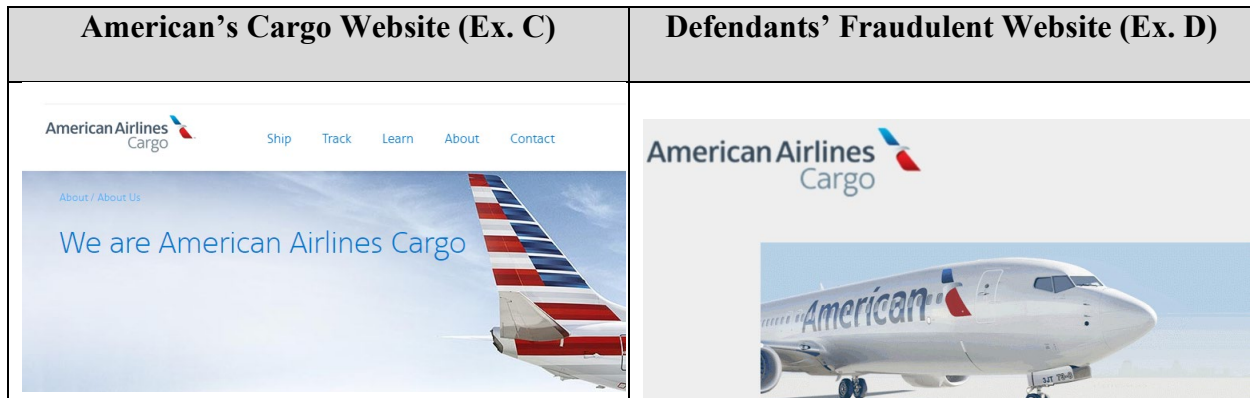 American's Cargo Website (Ex. C)
Defendants' Fraudulent Website (Ex. D)
American Airlines
Cargo
Ship Track Learn About Contact
About / About Us
We are American Airlines Cargo
American Airlines
Cargo
American